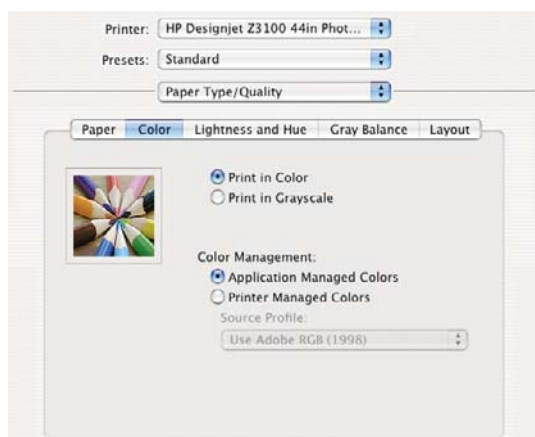 Printer: HP Designjet Z3100 44in Phot...
Presets: Standard
Paper Type/Quality
Paper Color Lightness and Hue Gray Balance Layout
Print in Color
Print in Grayscale
Color Management:
Application Managed Colors
Printer Managed Colors
Source Profile:
Use Adobe RGB (1998)